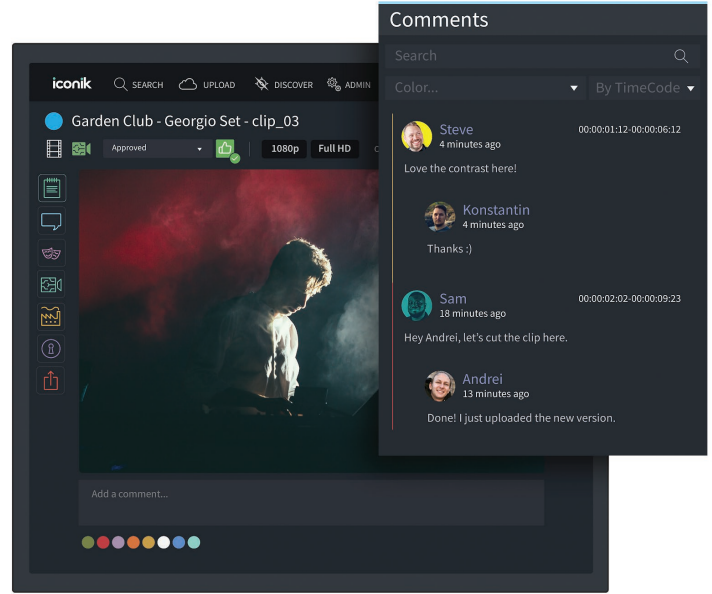 Comments
Search
Color...
By TimeCode
Steve
00:00:01:12-00:00:06:12
4 minutes ago
Love the contrast here!
Konstantin
4 minutes ago
Thanks :)
Sam
00:00:02:02-00:00:09:23
18 minutes ago
Hey Andrei, let’s cut the clip here.
Andrei
13 minutes ago
Done! I just uploaded the new version.
iconik SEARCH UPLOAD DISCOVER ADMIN
Garden Club - Georgio Set - clip_03
Approved 1080p Full HD
Add a comment...